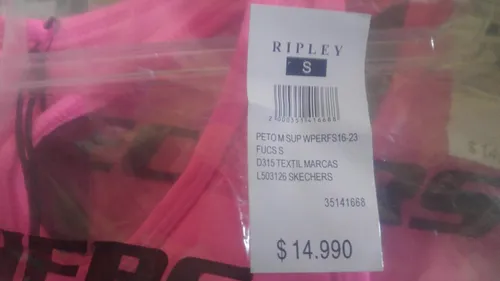 RIPLEY
S
PETO M SUP WPERFS16-23
FUCS S
D315 TEXTIL MARCAS
L503126 SKECHERS
35141668
$ 14.990